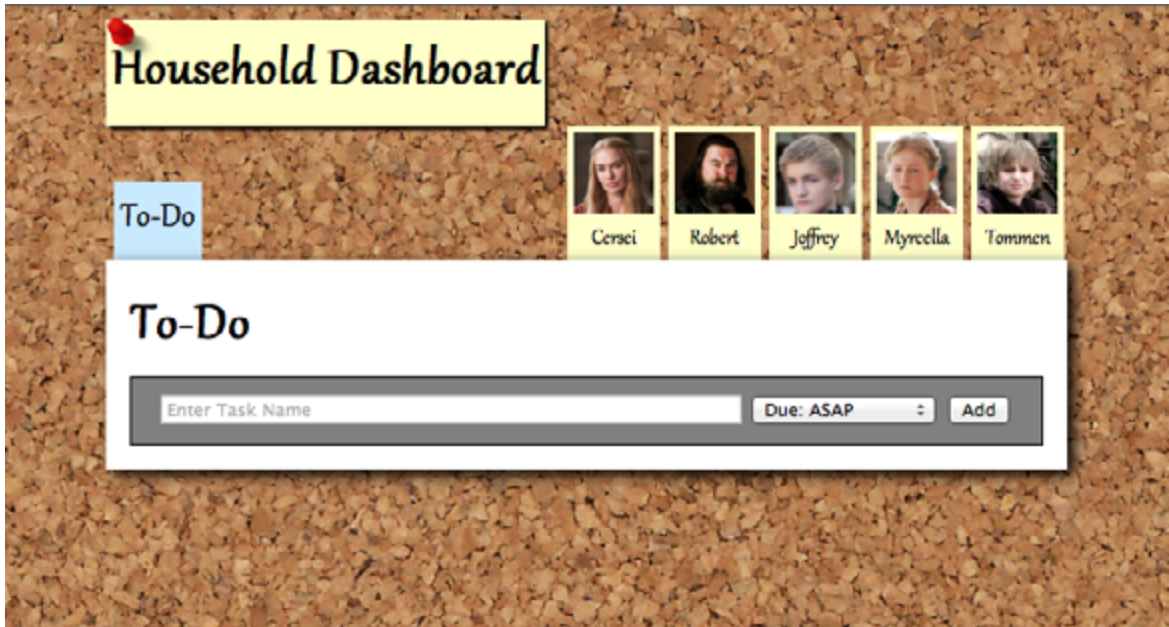 Household Dashboard
To-Do
Cersei
Robert
Joffrey
Myrcella
Tommen
To-Do
Enter Task Name
Due: ASAP
Add